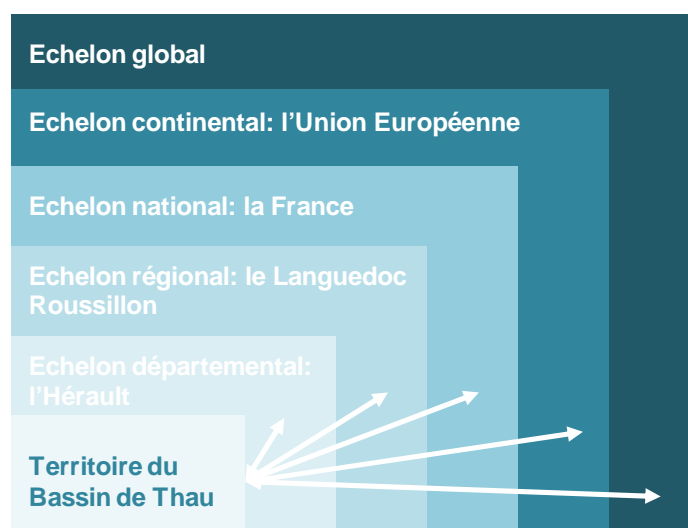 Echelon global
Echelon continental: l'Union Européenne
Echelon national: la France
Echelon régional: le Languedoc
Roussillon
Echelon départemental:
l'Hérault
Territoire du
Bassin de Thau